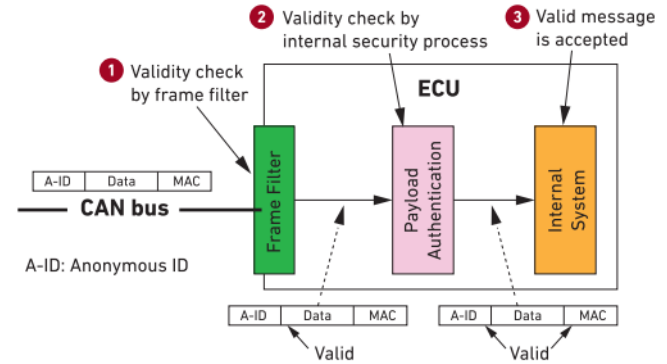 2 Validity check by
internal security process
3 Valid message
is accepted
1 Validity check
by frame filter
ECU
A-ID Data MAC
CAN bus
Frame Filter
Payload
Authentication
Internal
System
A-ID: Anonymous ID
A-ID Data MAC
A-ID Data MAC
Valid
Valid